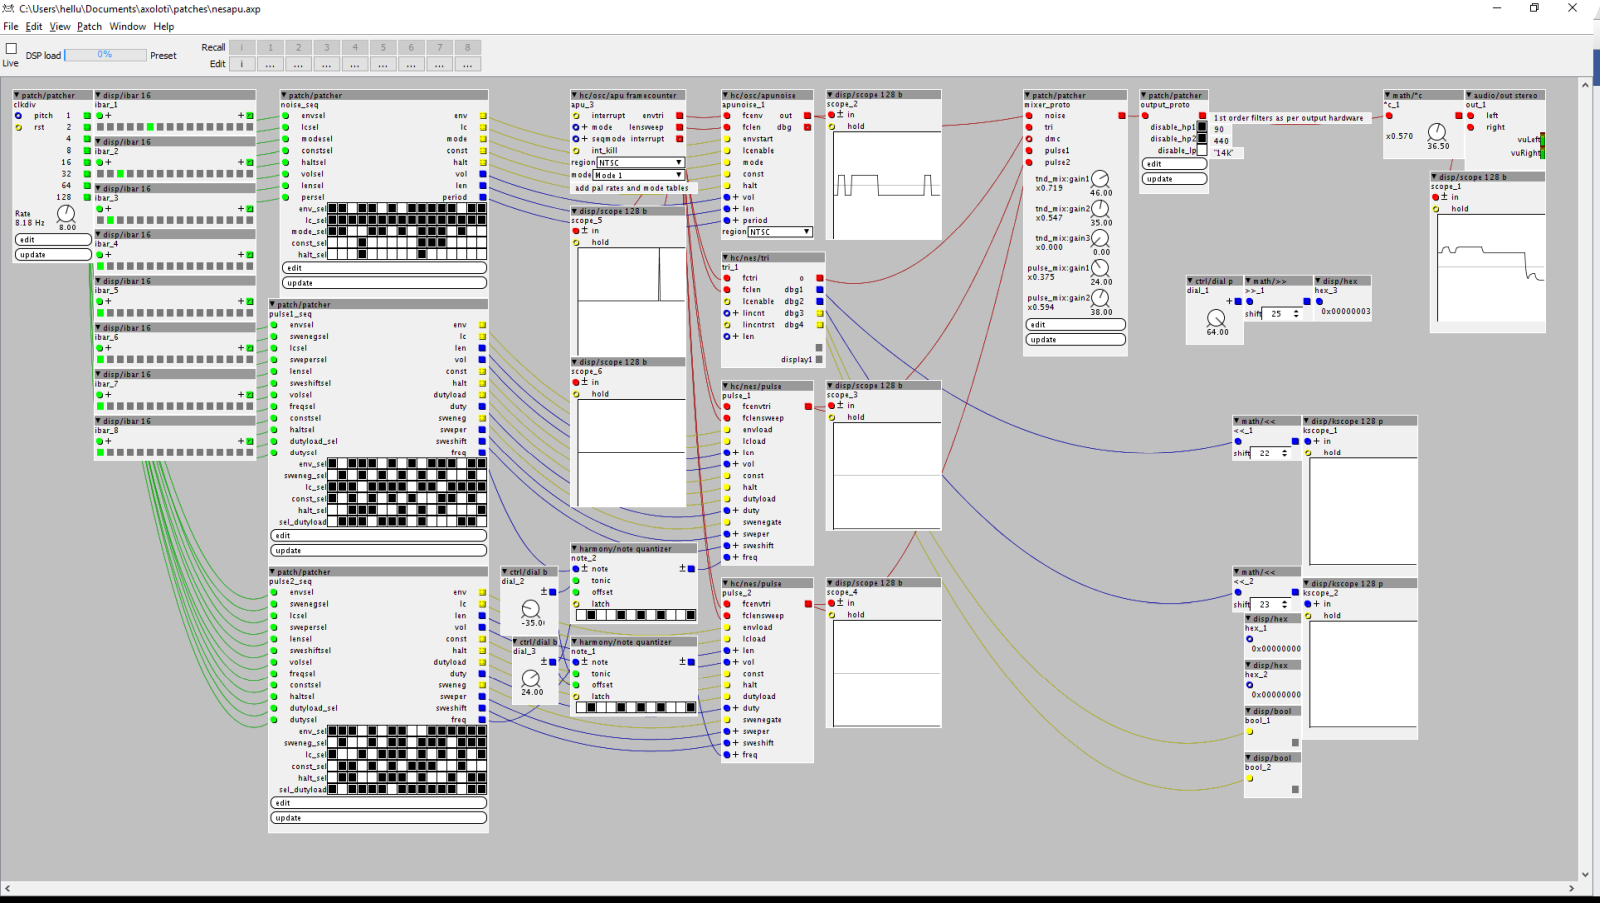 C:\Users\hellu\Documents\axoloti\patches\nesapu.axp
File Edit View Patch Window Help
Live
DSP load 0% Preset
Recall i 1 2 3 4 5 6 7 8
Edit i ... ... ... ... ... ... ... ...
patch/patcher
clkdiv
pitch 1
rst 2
4
8
16
32
64
128
Rate
8.18 Hz 8.00
edit
update
disp/ibar 16
ibar_1
disp/ibar 16
ibar_2
disp/ibar 16
ibar_3
disp/ibar 16
ibar_4
disp/ibar 16
ibar_5
disp/ibar 16
ibar_6
disp/ibar 16
ibar_7
disp/ibar 16
ibar_8
patch/patcher
noise_seq
envsel env
lcsel lc
modesel mode
constsel const
haltsel halt
volsel vol
lensel len
persel period
env_sel
lc_sel
mode_sel
const_sel
halt_sel
edit
update
patch/patcher
pulse1_seq
envsel env
swenegsel lc
lcsel len
swepersel vol
lensel const
sweshiftsel halt
volsel dutyload
freqsel duty
constsel sweneg
haltsel sweper
dutyload_sel sweshift
dutysel freq
env_sel
sweneg_sel
lc_sel
const_sel
halt_sel
sel_dutyload
edit
update
patch/patcher
pulse2_seq
envsel env
swenegsel lc
lcsel len
swepersel vol
lensel const
sweshiftsel halt
volsel dutyload
freqsel duty
constsel sweneg
haltsel sweper
dutyload_sel sweshift
dutysel freq
env_sel
sweneg_sel
lc_sel
const_sel
halt_sel
sel_dutyload
edit
update
ctrl/dial b
dial_2
-35.00
ctrl/dial b
dial_3
24.00
hc/osc/apu framecounter
apu_3
interrupt envtri
mode lensweep
seqmode interrupt
int_kill
region NTSC
mode Mode 1
add pal rates and mode tables
disp/scope 128 b
scope_5
in
hold
disp/scope 128 b
scope_6
in
hold
harmony/note quantizer
note_2
note
tonic
offset
latch
harmony/note quantizer
note_1
note
tonic
offset
latch
hc/osc/apunoise
apunoise_1
fcenv out
fclen dbg
envstart
lcenable
mode
const
halt
vol
len
period
region NTSC
hc/nes/tri
tri_1
fctri o
fclen dbg1
lcenable dbg2
lincnt dbg3
lincntrst dbg4
len
display1
hc/nes/pulse
pulse_1
fcenvtri
fclensweep
envload
lcload
len
vol
const
halt
dutyload
duty
swenegate
sweper
sweshift
freq
hc/nes/pulse
pulse_2
fcenvtri
fclensweep
envload
lcload
len
vol
const
halt
dutyload
duty
swenegate
sweper
sweshift
freq
disp/scope 128 b
scope_2
in
hold
disp/scope 128 b
scope_3
in
hold
disp/scope 128 b
scope_4
in
hold
patch/patcher
mixer_proto
noise
tri
dmc
pulse1
pulse2
tnd_mix:gain1
x0.719 46.00
tnd_mix:gain2
x0.547 35.00
tnd_mix:gain3
x0.000 0.00
pulse_mix:gain1
x0.375 24.00
pulse_mix:gain2
x0.594 38.00
edit
update
patch/patcher
output_proto
disable_hp1
disable_hp2
disable_lp
edit
update
1st order filters as per output hardware
90
440
"14K"
ctrl/dial p
dial_1
64.00
math/>>
>>_1
shift 25
disp/hex
hex_3
0x00000003
math/*c
*c_1
x0.570 36.50
audio/out stereo
out_1
left
right
vuLeft
vuRight
disp/scope 128 b
scope_1
in
hold
math/<<
<<_1
shift 22
disp/kscope 128 p
kscope_1
in
hold
math/<<
<<_2
shift 23
disp/kscope 128 p
kscope_2
in
hold
disp/hex
hex_1
0x00000000
disp/hex
hex_2
0x00000000
disp/bool
bool_1
disp/bool
bool_2